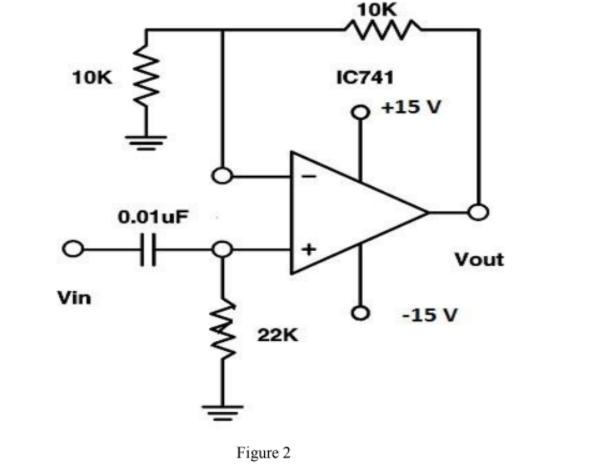 10K
10K
IC741
+15 V
−
0.01uF
+
Vout
Vin
-15 V
22K
Figure 2